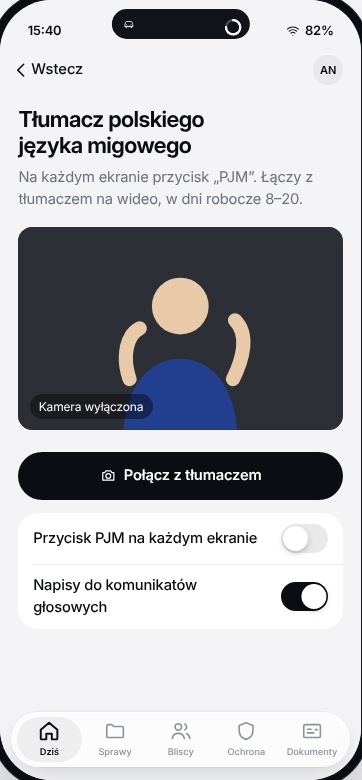 15:40
82%
Wstecz
AN
Tłumacz polskiego
języka migowego
Na każdym ekranie przycisk „PJM”. Łączy z
tłumaczem na wideo, w dni robocze 8–20.
Kamera wyłączona
Połącz z tłumaczem
Przycisk PJM na każdym ekranie
Napisy do komunikatów
głosowych
Dziś
Sprawy
Bliscy
Ochrona
Dokumenty